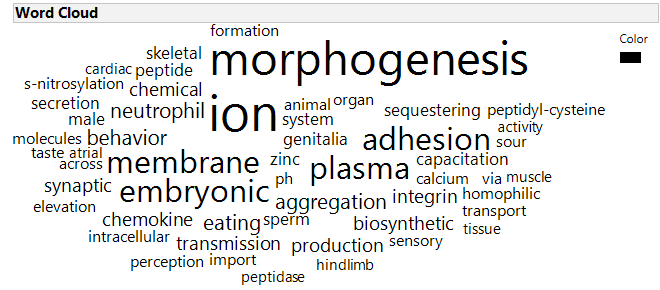 Word Cloud
formation
Color
skeletal
morphogenesis
cardiac
peptide
s-nitrosylation
chemical
secretion
neutrophil
ion
animal
organ
sequestering
peptidyl-cysteine
male
system
activity
molecules
behavior
genitalia
adhesion
sour
taste
atrial
across
membrane
zinc
plasma
capacitation
synaptic
embryonic
ph
calcium
via
muscle
elevation
aggregation
integrin
homophilic
chemokine
eating
sperm
biosynthetic
transport
tissue
intracellular
transmission
production
sensory
perception
import
hindlimb
peptidase